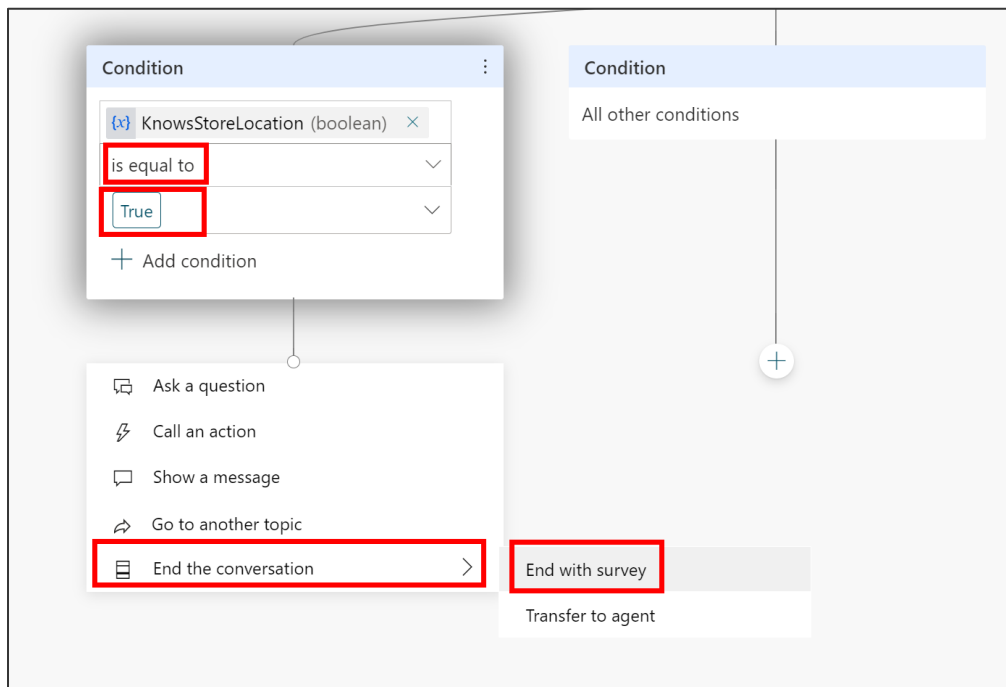 Condition
{x} KnowsStoreLocation (boolean)
is equal to
True
Add condition
Ask a question
Call an action
Show a message
Go to another topic
End the conversation
End with survey
Transfer to agent
Condition
All other conditions